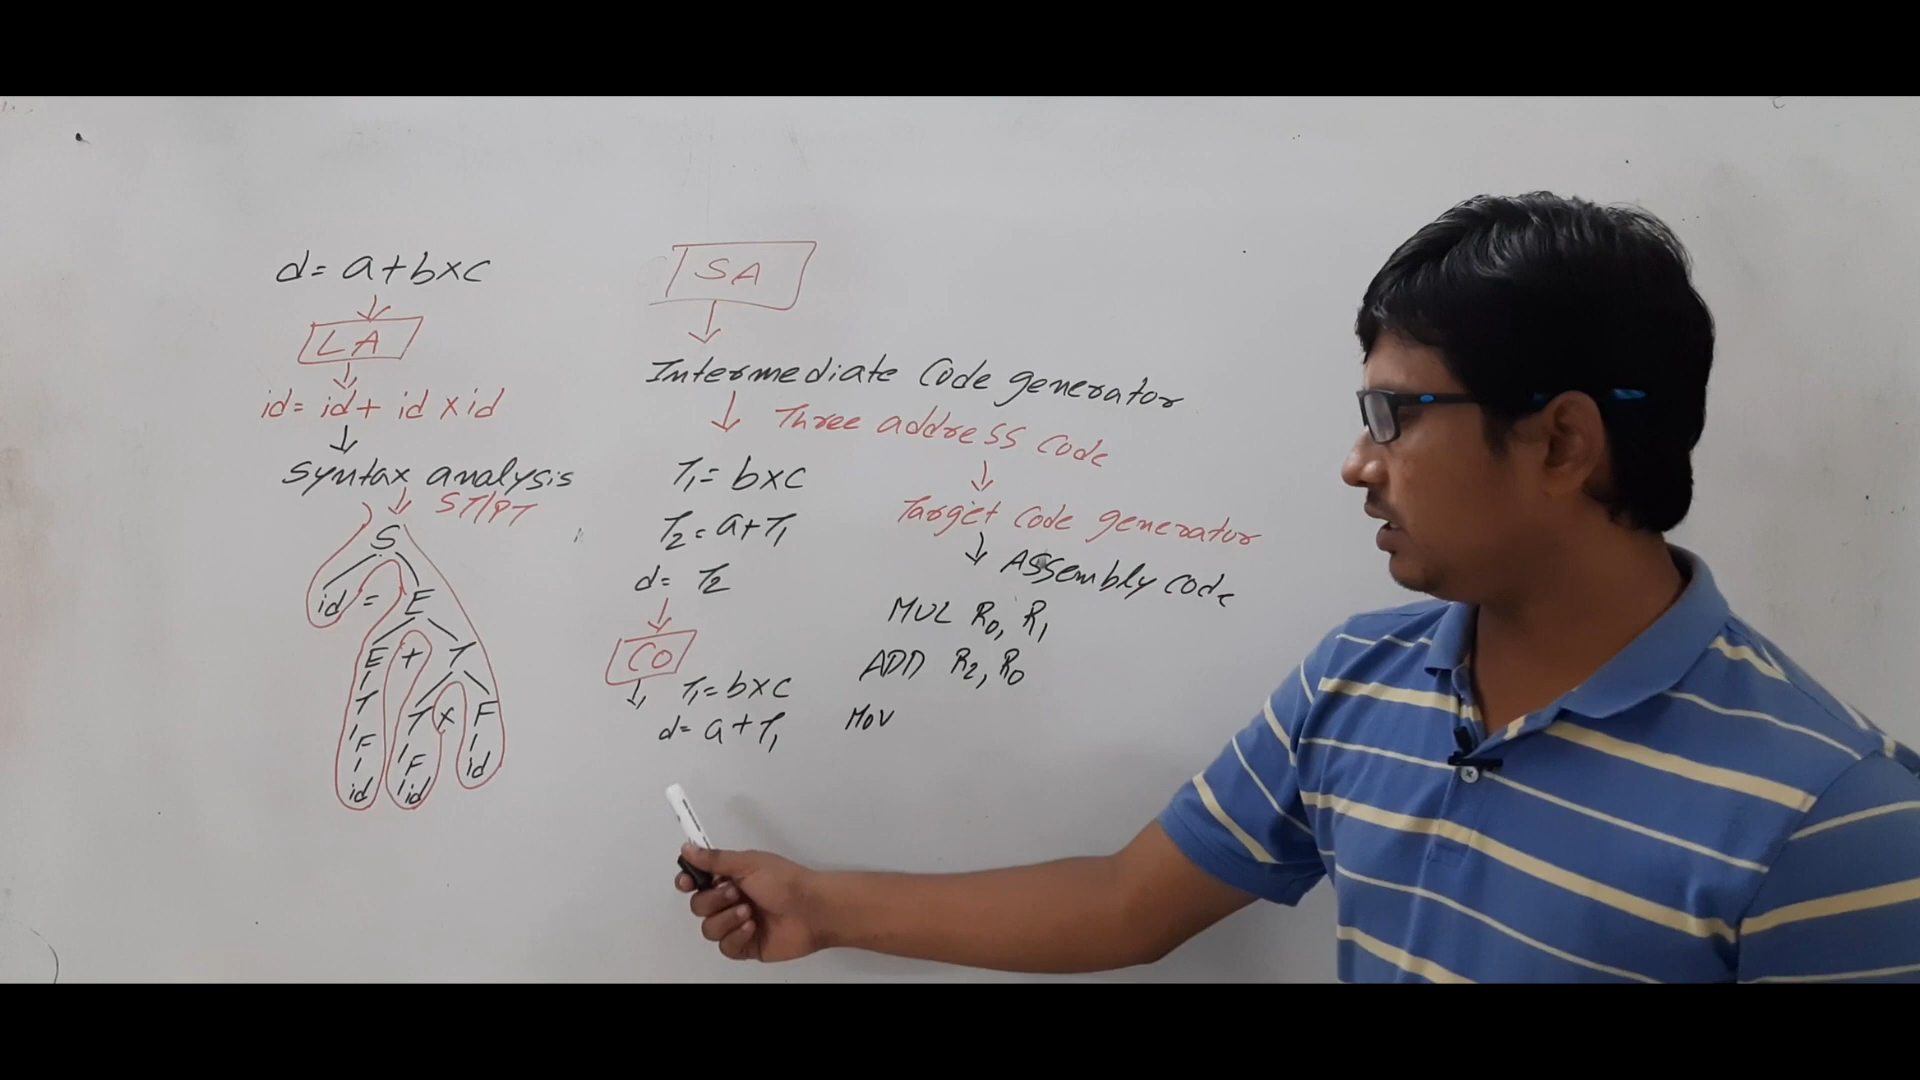 d = a + b × c
LA
id = id + id × id
Syntax analysis
ST/PT
S
id = E
E + T
T T × F
F F id
id id
SA
Intermediate Code generator
Three address code
T₁ = b × c
T₂ = a + T₁
d = T₂
CO
T₁ = b × c
d = a + T₁
Target Code generator
Assembly code
MUL R₀, R₁
ADD R₂, R₀
MOV